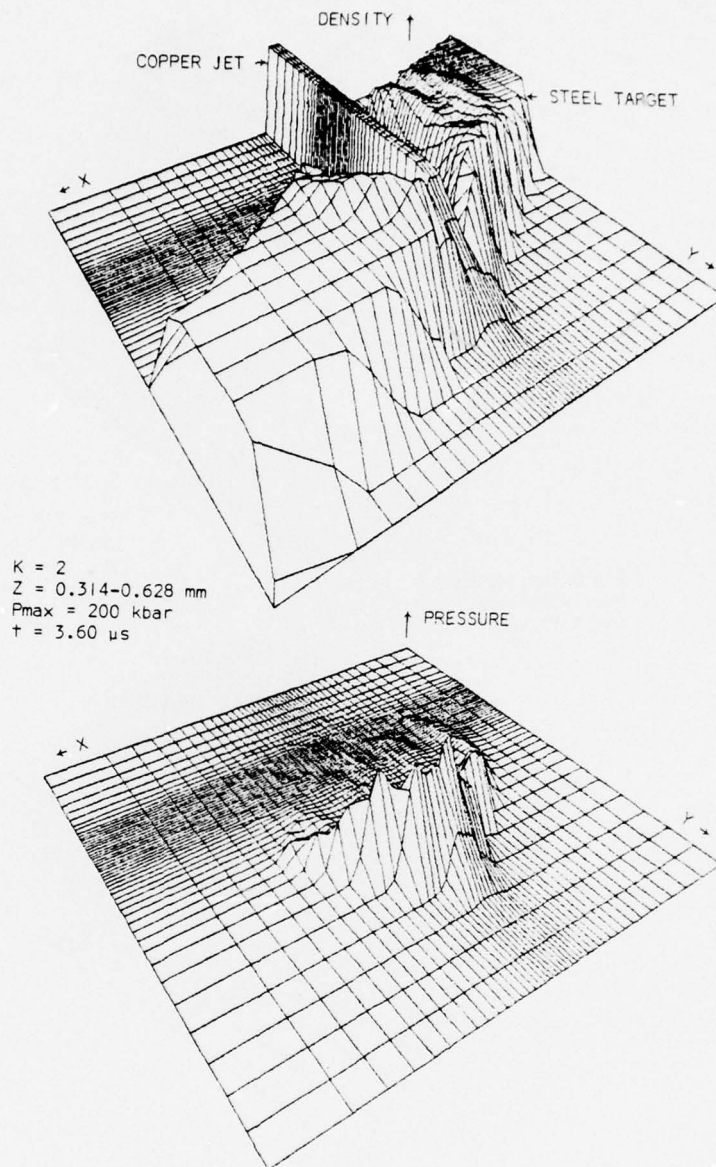 DENSITY ↑
COPPER JET →
← STEEL TARGET
← X
Y →
K = 2
Z = 0.314-0.628 mm
Pmax = 200 kbar
t = 3.60 µs
↑ PRESSURE
← X
Y →